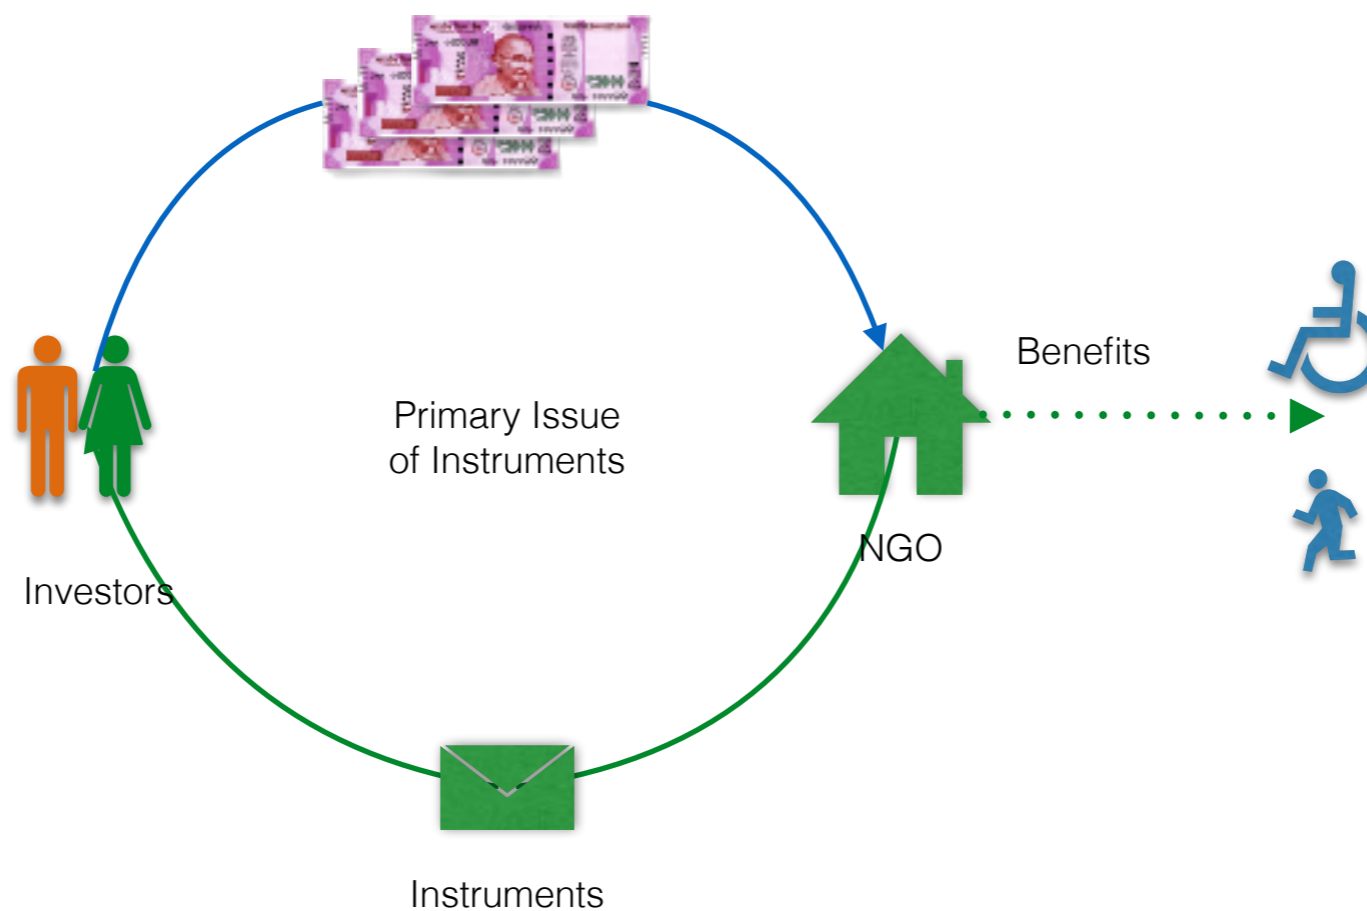 Benefits
Primary Issue
of Instruments
NGO
Investors
Instruments